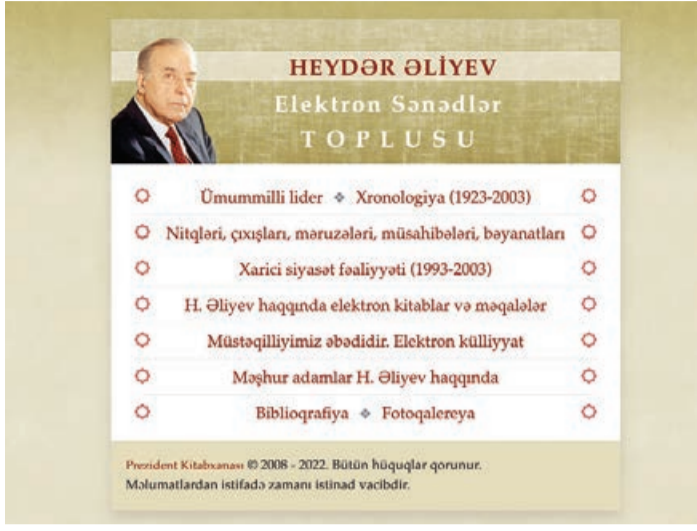 HEYDƏR ƏLİYEV
Elektron Sənədlər
TOPLUSU
Ümummilli lider ❖ Xronologiya (1923-2003)
Nitqləri, çıxışları, məruzələri, müsahibələri, bəyanatları
Xarici siyasət fəaliyyəti (1993-2003)
H. Əliyev haqqında elektron kitablar və məqalələr
Müstəqilliyimiz əbədidir. Elektron külliyyat
Məşhur adamlar H. Əliyev haqqında
Biblioqrafiya ❖ Fotoqalereya
Prezident Kitabxanası © 2008 - 2022. Bütün hüquqlar qorunur.
Məlumatlardan istifadə zamanı istinad vacibdir.